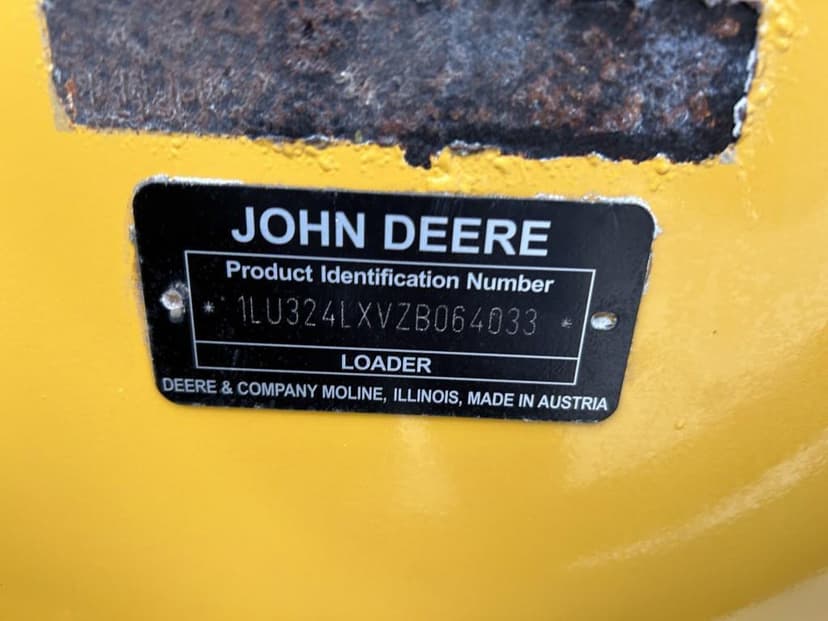 JOHN DEERE
Product Identification Number
* 1LU324LXVZB064033 *
LOADER
DEERE & COMPANY MOLINE, ILLINOIS, MADE IN AUSTRIA